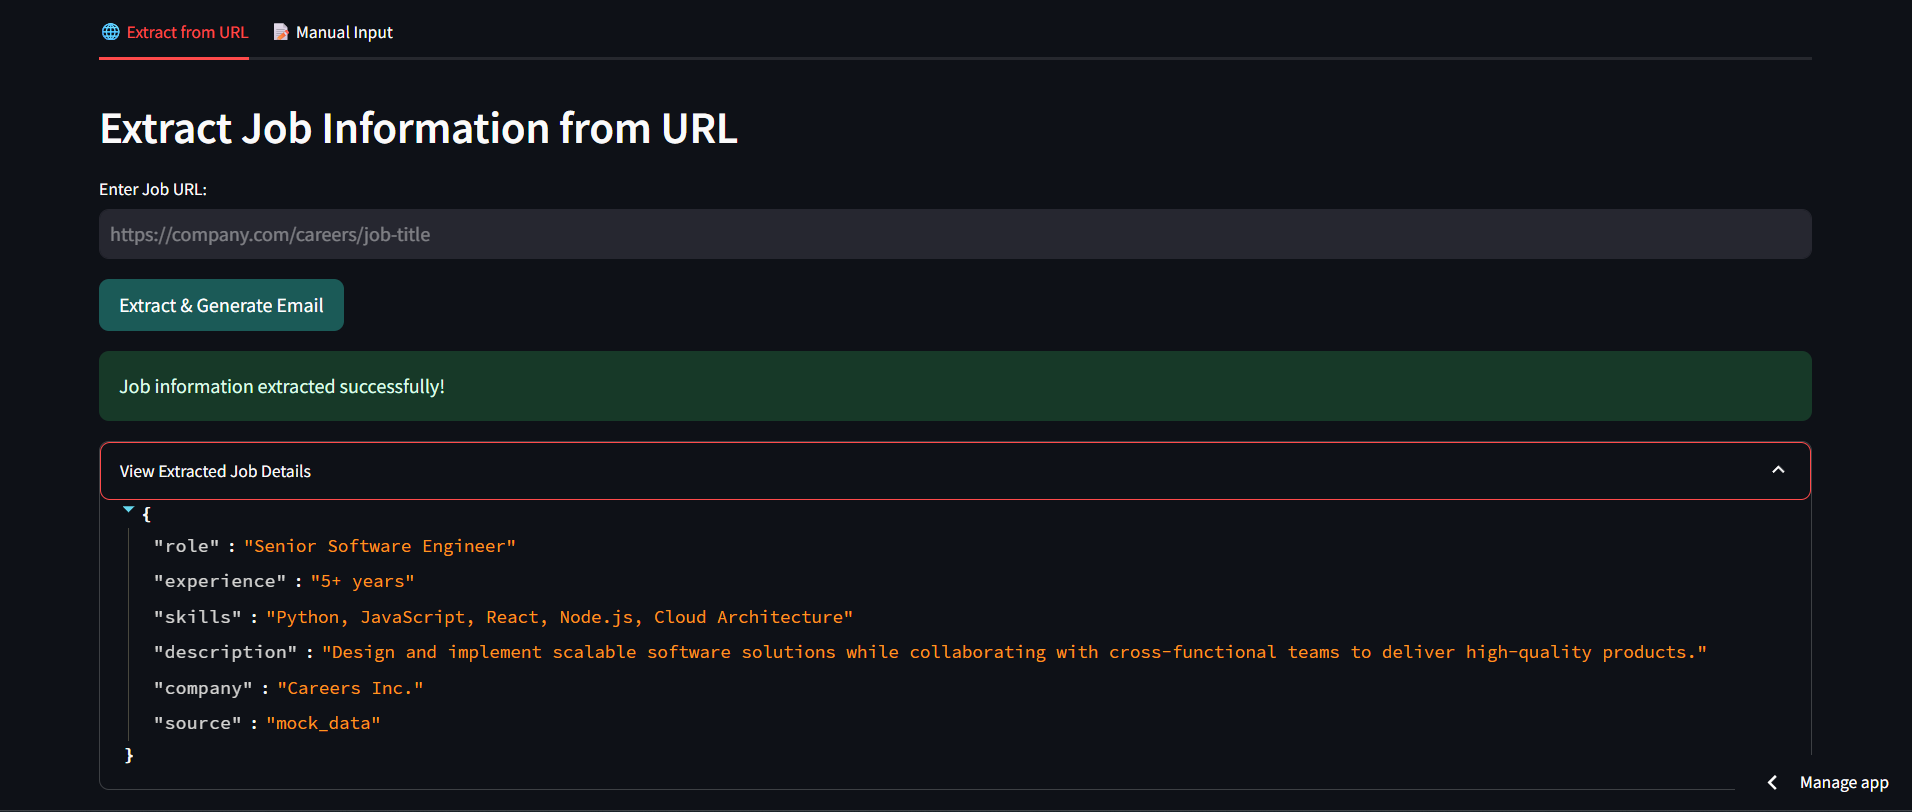 Extract from URL
Manual Input
Extract Job Information from URL
Enter Job URL:
https://company.com/careers/job-title
Extract & Generate Email
Job information extracted successfully!
View Extracted Job Details
{
"role" : "Senior Software Engineer"
"experience" : "5+ years"
"skills" : "Python, JavaScript, React, Node.js, Cloud Architecture"
"description" : "Design and implement scalable software solutions while collaborating with cross-functional teams to deliver high-quality products."
"company" : "Careers Inc."
"source" : "mock_data"
}
Manage app